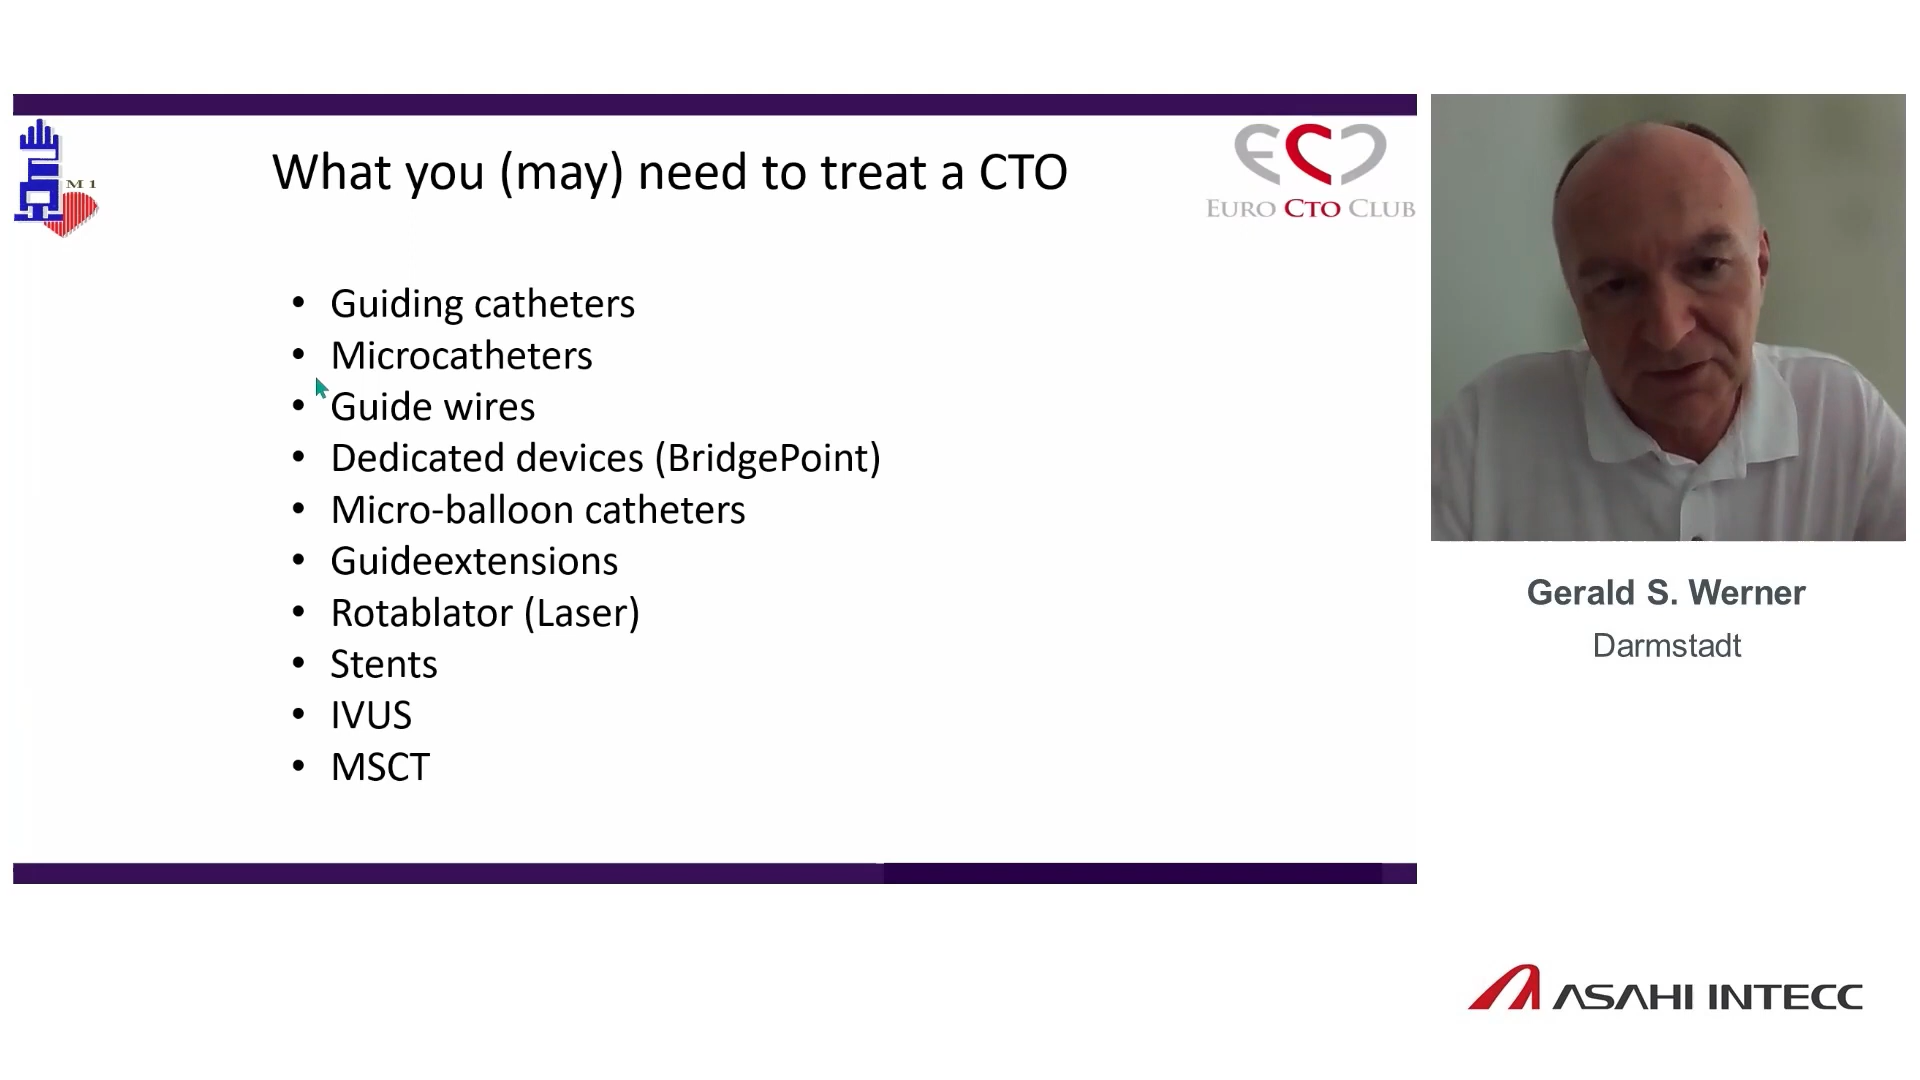 What you (may) need to treat a CTO
M 1
EURO CTO CLUB
• Guiding catheters
• Microcatheters
• Guide wires
• Dedicated devices (BridgePoint)
• Micro-balloon catheters
• Guideextensions
• Rotablator (Laser)
• Stents
• IVUS
• MSCT
Gerald S. Werner
Darmstadt
ASAHI INTECC